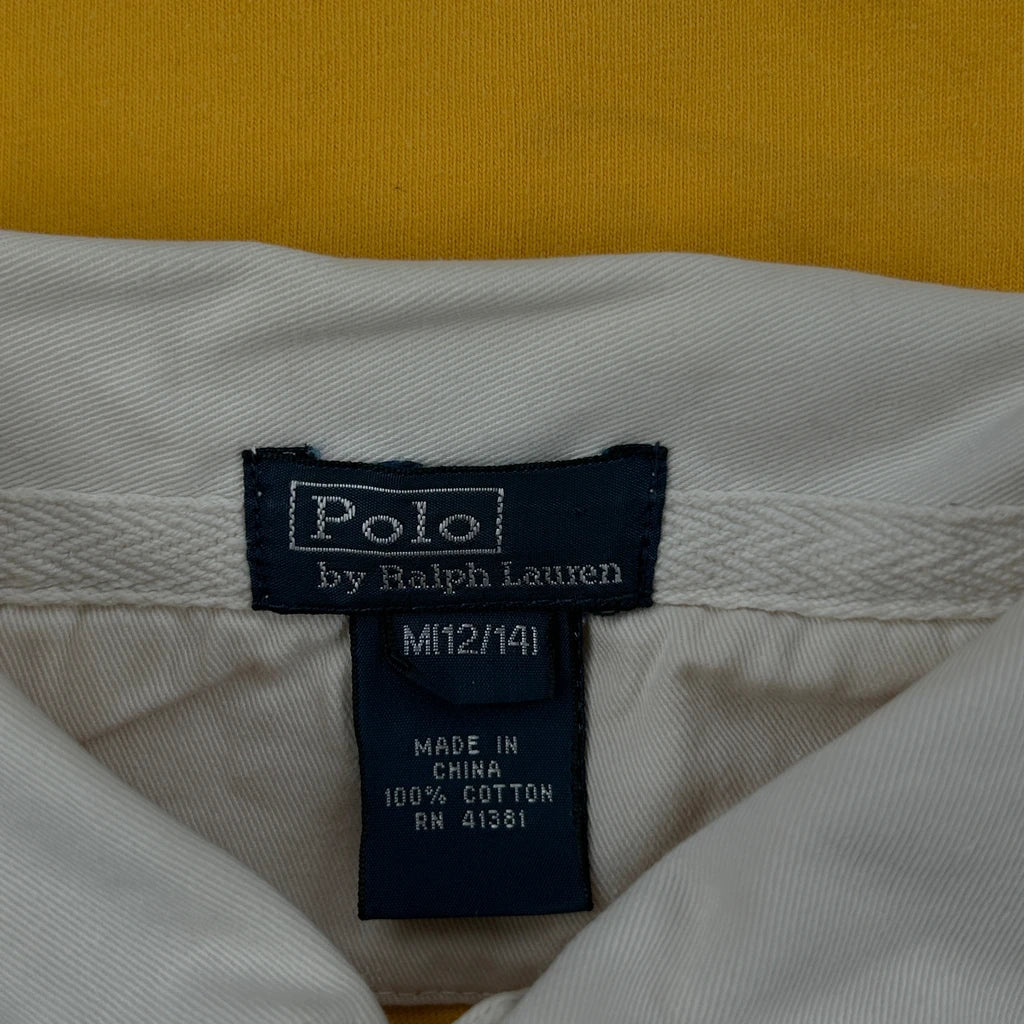 Polo
by Ralph Lauren
M(12/14)
MADE IN
CHINA
100% COTTON
RN 41381